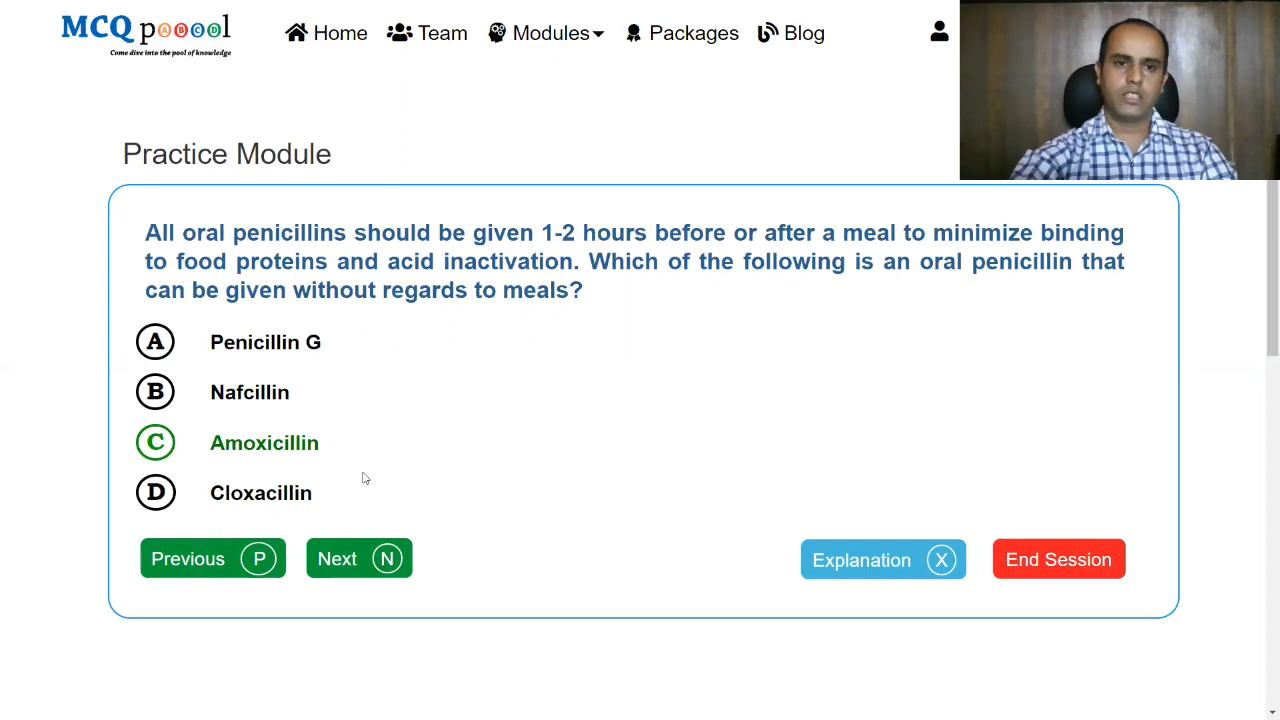 MCQ pABCDl
Come dive into the pool of knowledge
Home Team Modules Packages Blog
Practice Module
All oral penicillins should be given 1-2 hours before or after a meal to minimize binding
to food proteins and acid inactivation. Which of the following is an oral penicillin that
can be given without regards to meals?
A Penicillin G
B Nafcillin
C Amoxicillin
D Cloxacillin
Previous P Next N Explanation X End Session